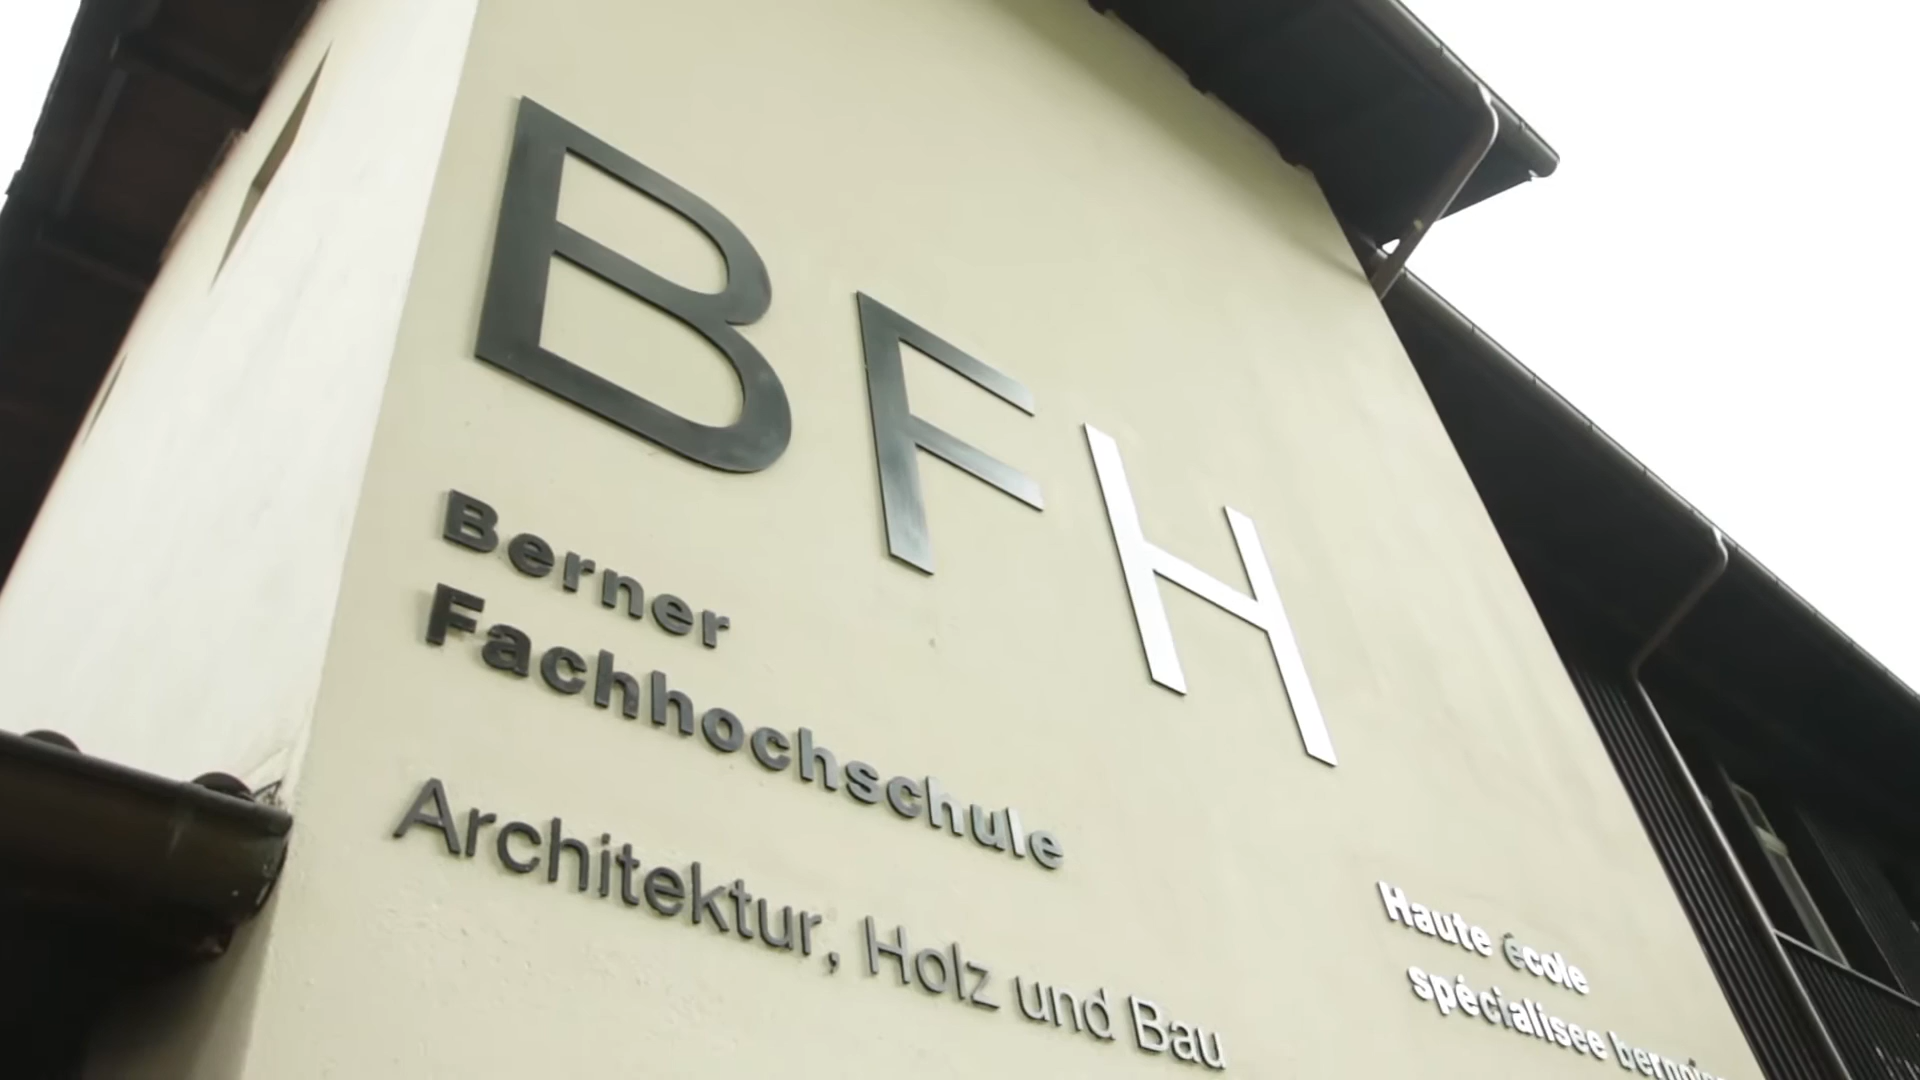 BFH
Berner
Fachhochschule
Architektur, Holz und Bau
Haute école
spécialisée